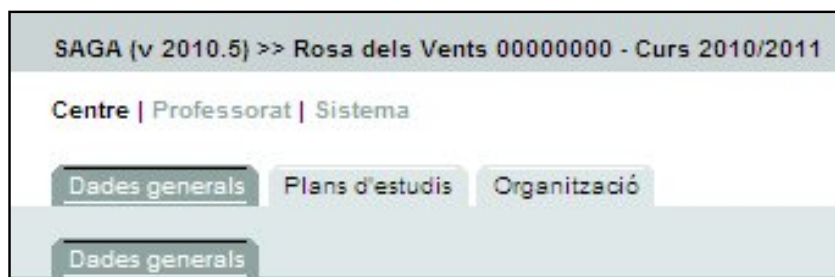 SAGA (v 2010.5) >> Rosa dels Vents 00000000 - Curs 2010/2011
Centre | Professorat | Sistema
Dades generals Plans d'estudis Organització
Dades generals